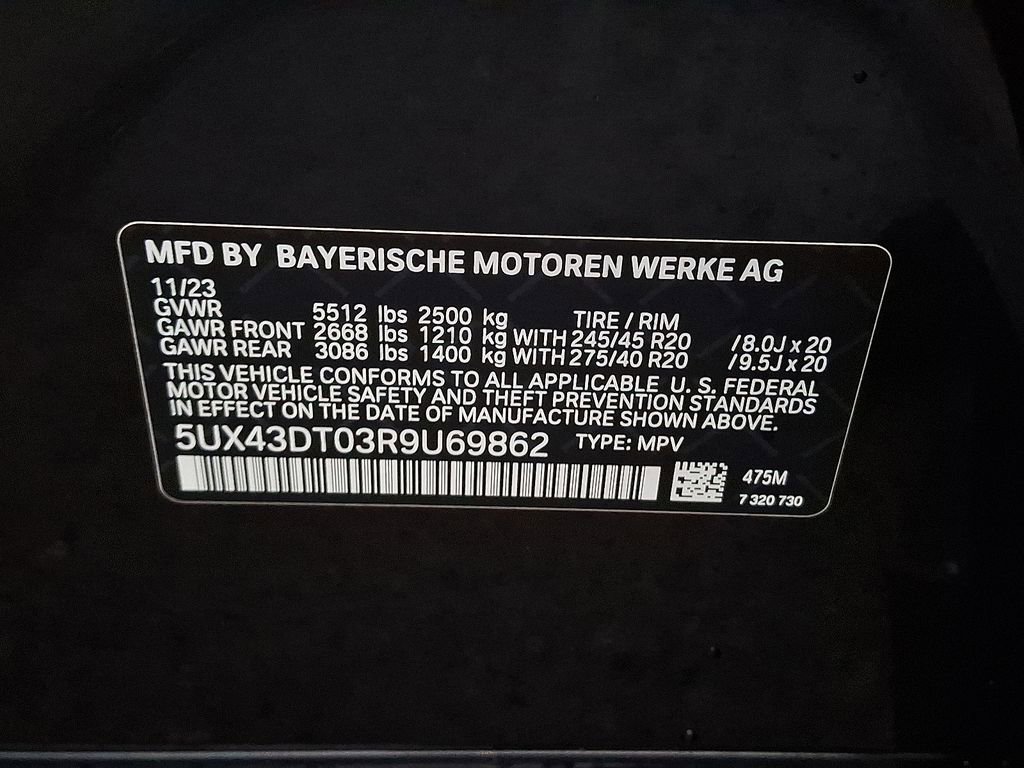 MFD BY BAYERISCHE MOTOREN WERKE AG
11/23
GVWR 5512 lbs 2500 kg TIRE / RIM
GAWR FRONT 2668 lbs 1210 kg WITH 245/45 R20 /8.0J x 20
GAWR REAR 3086 lbs 1400 kg WITH 275/40 R20 /9.5J x 20
THIS VEHICLE CONFORMS TO ALL APPLICABLE U. S. FEDERAL
MOTOR VEHICLE SAFETY AND THEFT PREVENTION STANDARDS
IN EFFECT ON THE DATE OF MANUFACTURE SHOWN ABOVE.
5UX43DT03R9U69862 TYPE: MPV
475M
7 320 730